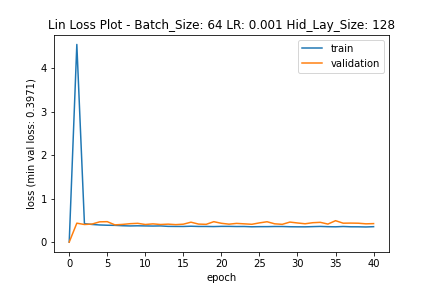 Lin Loss Plot - Batch_Size: 64 LR: 0.001 Hid_Lay_Size: 128
train
validation
4
3
2
1
0
loss (min val loss: 0.3971)
0 5 10 15 20 25 30 35 40
epoch